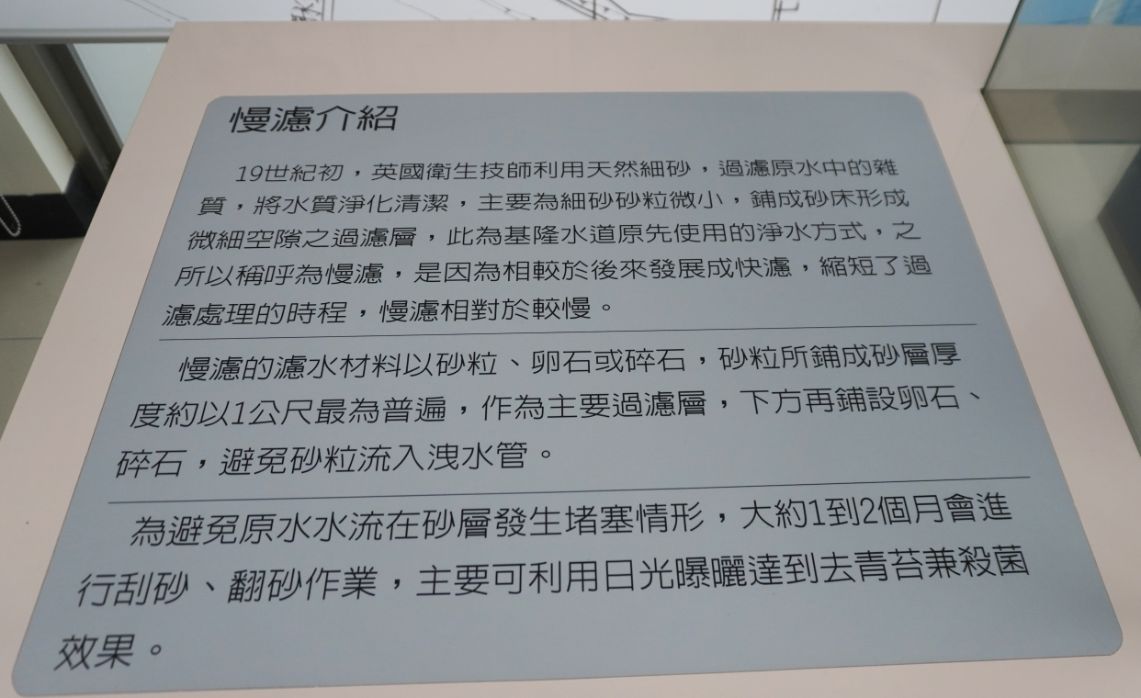 慢濾介紹
19世紀初，英國衛生技師利用天然細砂，過濾原水中的雜
質，將水質淨化清潔，主要為細砂砂粒微小，鋪成砂床形成
微細空隙之過濾層，此為基隆水道原先使用的淨水方式，之
所以稱呼為慢濾，是因為相較於後來發展成快濾，縮短了過
濾處理的時程，慢濾相對於較慢。
慢濾的濾水材料以砂粒、卵石或碎石，砂粒所鋪成砂層厚
度約以1公尺最為普遍，作為主要過濾層，下方再鋪設卵石、
碎石，避免砂粒流入洩水管。
為避免原水水流在砂層發生堵塞情形，大約1到2個月會進
行刮砂、翻砂作業，主要可利用日光曝曬達到去青苔兼殺菌
效果。